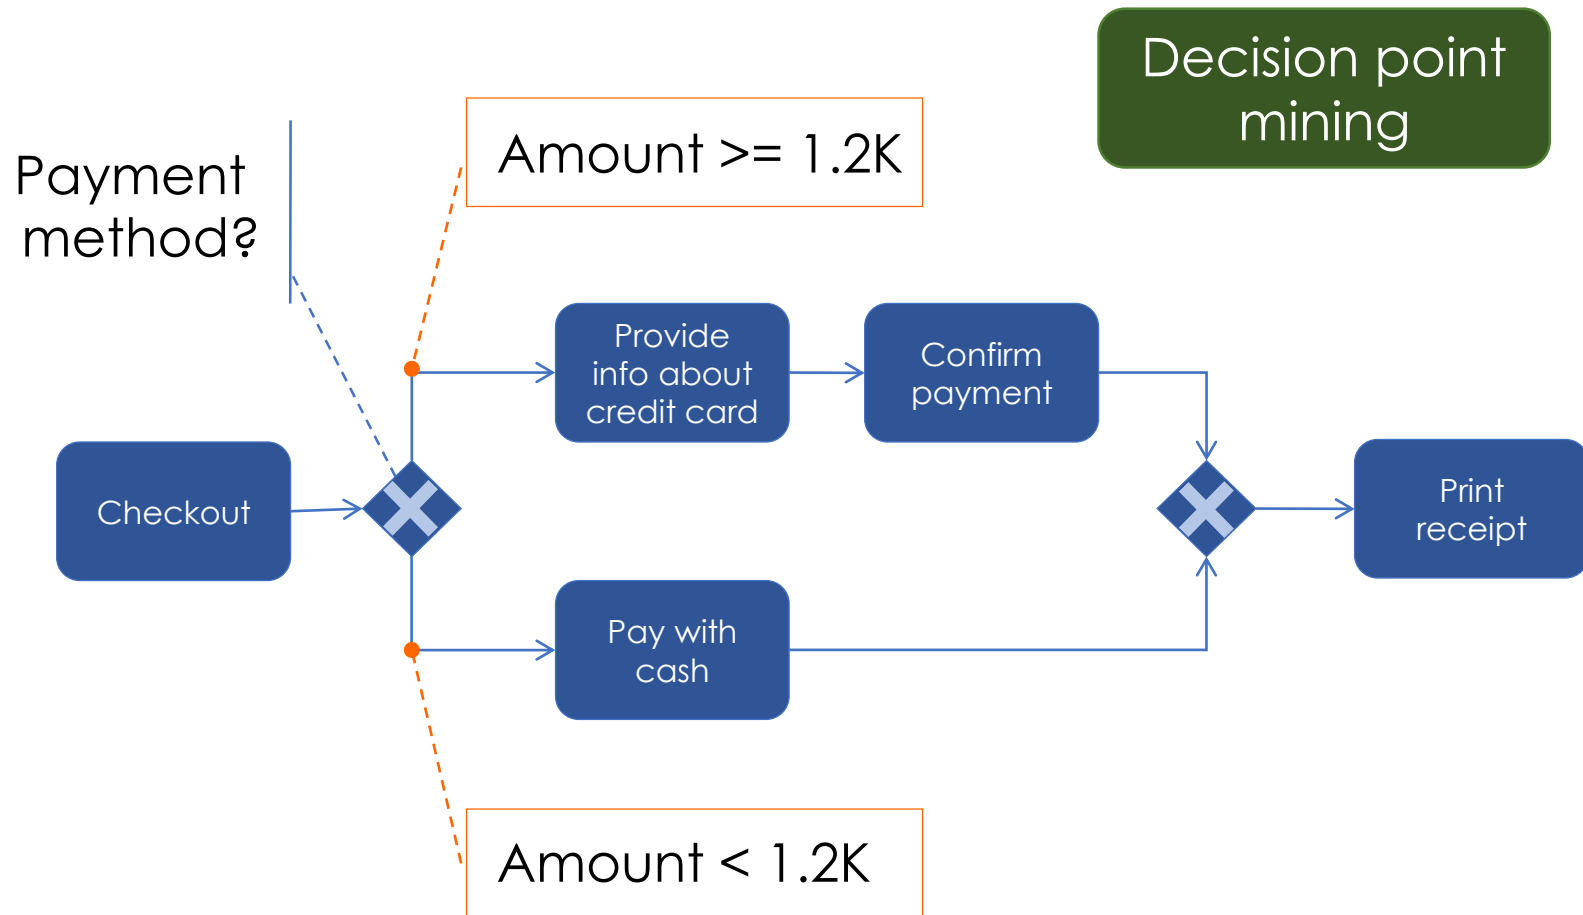 Decision point
mining
Amount >= 1.2K
Payment
method?
Provide
info about
credit card
Confirm
payment
Checkout
Print
receipt
Pay with
cash
Amount < 1.2K